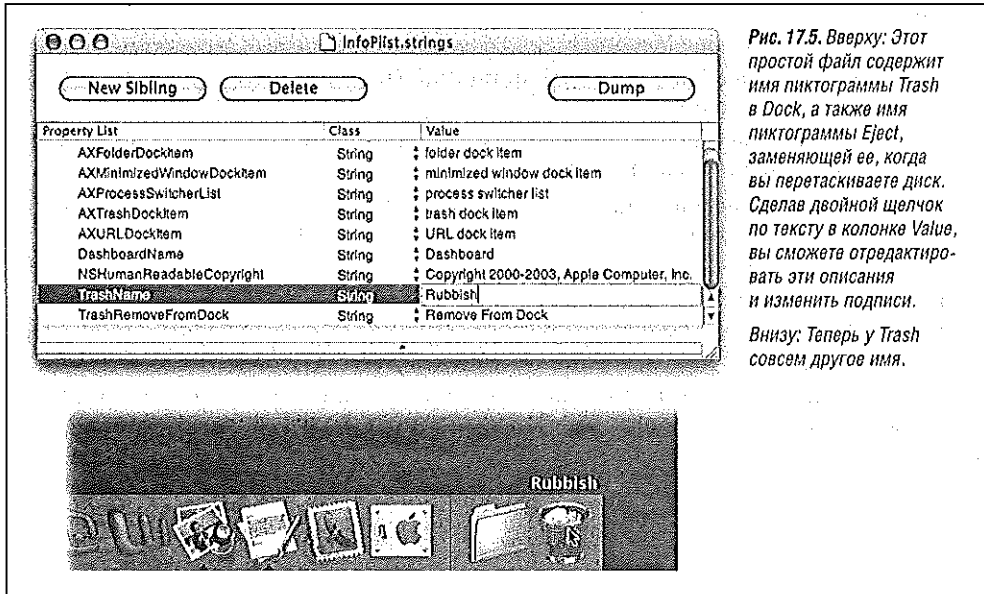 InfoPlist.strings
New Sibling
Delete
Dump
Property List Class Value
AXFolderDockItem String folder dock item
AXMinimizedWindowDockItem String minimized window dock item
AXProcessSwitcherList String process switcher list
AXTrashDockItem String trash dock item
AXURLDockItem String URL dock item
DashboardName String Dashboard
NSHumanReadableCopyright String Copyright 2000-2003, Apple Computer, Inc.
TrashName String Rubbish
TrashRemoveFromDock String Remove From Dock
Рис. 17.5. Вверху: Этот
простой файл содержит
имя пиктограммы Trash
в Dock, а также имя
пиктограммы Eject,
заменяющей ее, когда
вы перетаскиваете диск.
Сделав двойной щелчок
по тексту в колонке Value,
вы сможете отредактиро-
вать эти описания
и изменить подписи.
Внизу: Теперь у Trash
совсем другое имя.
Rubbish